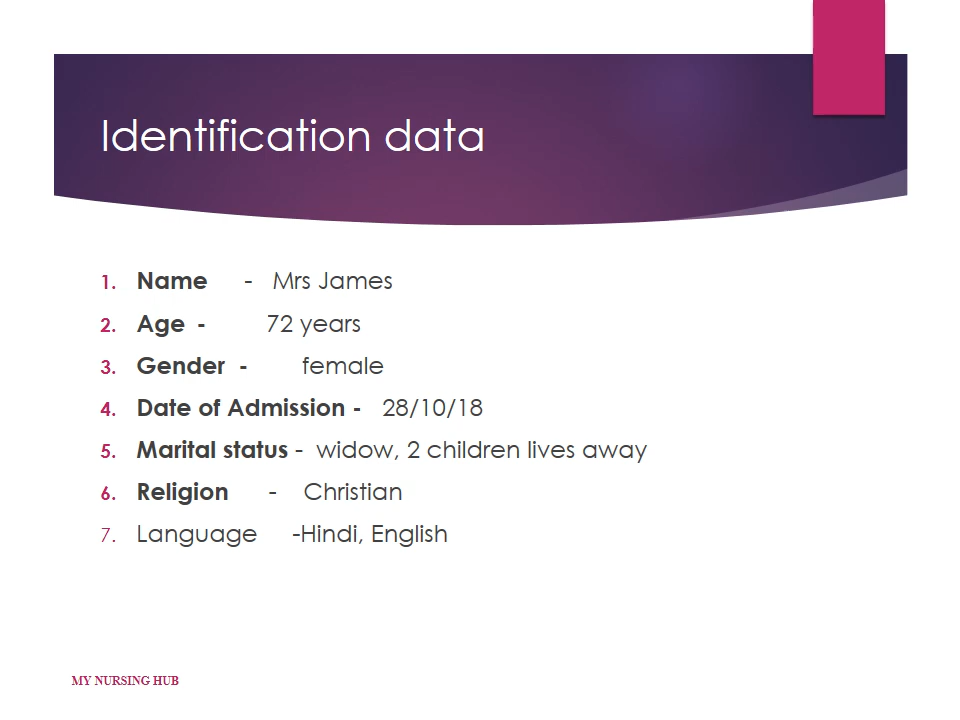 Identification data
1. Name - Mrs James
2. Age - 72 years
3. Gender - female
4. Date of Admission - 28/10/18
5. Marital status - widow, 2 children lives away
6. Religion - Christian
7. Language -Hindi, English
MY NURSING HUB